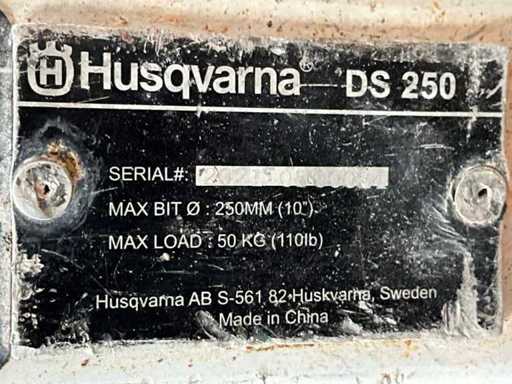 Husqvarna® DS 250
SERIAL#:
MAX BIT Ø : 250MM (10")
MAX LOAD : 50 KG (110lb)
Husqvarna AB S-561 82 Huskvarna, Sweden
Made in China